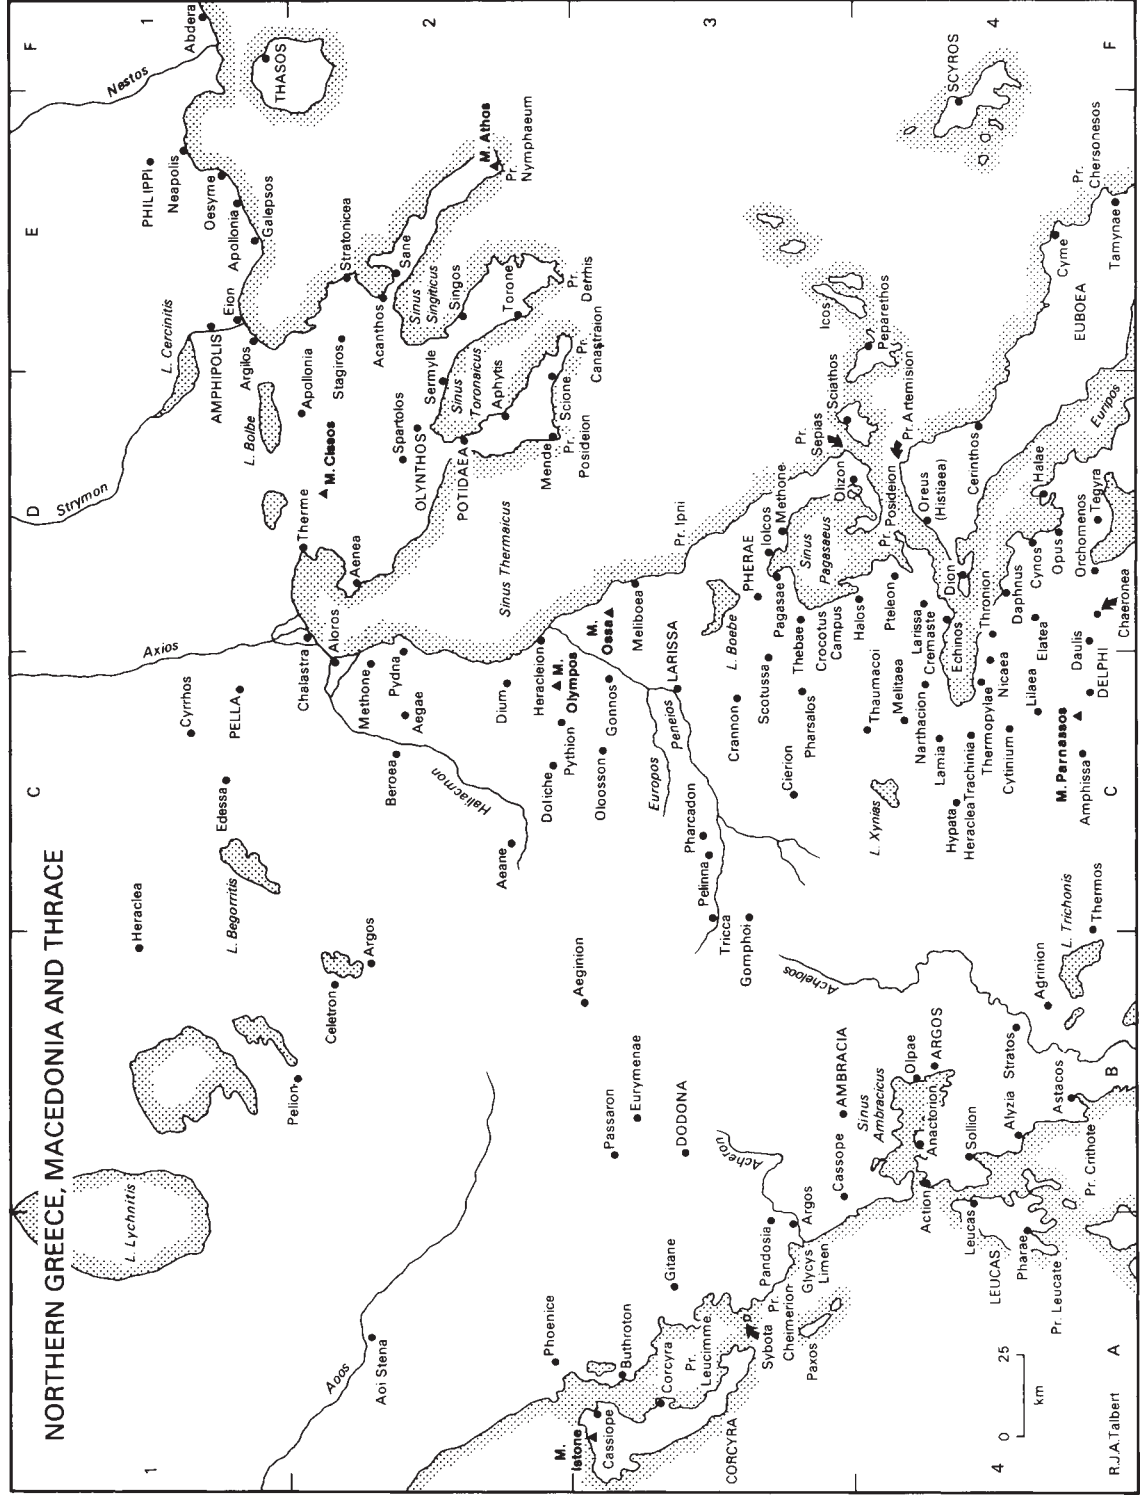 NORTHERN GREECE, MACEDONIA AND THRACE
1
2
3
4
A
B
C
D
E
F
1
4
A
B
C
D
E
F
Nestos
Abdera
THASOS
PHILIPPI
Neapolis
Oesyme
Apollonia
Galepsos
Eion
L. Cercinitis
AMPHIPOLIS
Argilos
Strymon
L. Bolbe
Apollonia
Stagiros
Stratonicea
Acanthos
Sane
M. Athos
Pr.
Nymphaeum
Sinus
Singiticus
Singos
Torone
Pr.
Derrhis
Sermyle
Sinus
Toronaicus
Aphytis
Scione
Pr.
Canastraion
Mende
Pr.
Posideion
Spartolos
OLYNTHOS
POTIDAEA
M. Cissos
Therme
Aenea
Sinus Thermaicus
Axios
Chalastra
Aloros
Methone
Pydna
Aegae
Beroea
Haliacmon
Aeane
Cyrrhos
PELLA
Edessa
L. Begorritis
Heraclea
Celetron
Argos
Pelion
L. Lychnitis
Dium
Heracleion
M.
Olympos
Pythion
Doliche
Oloosson
Gonnos
M.
Ossa
Meliboea
LARISSA
Peneios
Europos
Pharcadon
Pelinna
Tricca
Gomphoi
Aeginion
L. Boebe
Crannon
Scotussa
Pharsalos
Cierion
Pr. Ipni
PHERAE
Iolcos
Methone
Pagasae
Thebae
Crocotus
Campus
Sinus
Pagasaeus
Halos
Pteleon
Olizon
Pr.
Sepias
Sciathos
Icos
Peparethos
SCYROS
Pr. Posideion
Pr. Artemision
Oreus
(Histiaea)
Cerinthos
EUBOEA
Cyme
Tamynae
Pr.
Chersonesos
Euripos
Thaumacoi
Melitaea
Narthacion
Larissa
Cremaste
Echinos
Lamia
L. Xynias
Hypata
Heraclea Trachinia
Thermopylae
Nicaea
Thronion
Dion
Daphnus
Cynos
Opus
Halae
Orchomenos
Tegyra
Chaeronea
Elatea
Daulis
DELPHI
Lilaea
Cytinium
M. Parnassos
Amphissa
Thermos
L. Trichonis
Agrinion
Acheloos
Stratos
Alyzia
Astacos
Pr. Crithote
Sollion
Anactorion
Olpae
ARGOS
Sinus
Ambracicus
AMBRACIA
Cassope
Action
Leucas
LEUCAS
Pharae
Pr. Leucate
Passaron
Eurymenae
DODONA
Acheron
Argos
Pandosia
Glycys
Limen
Pr.
Cheimerion
Sybota
Paxos
Gitane
Phoenice
Buthroton
Corcyra
Pr.
Leucimme
CORCYRA
M.
Istone
Cassiope
Aoos
Aoi Stena
0
25
km
R.J.A. Talbert